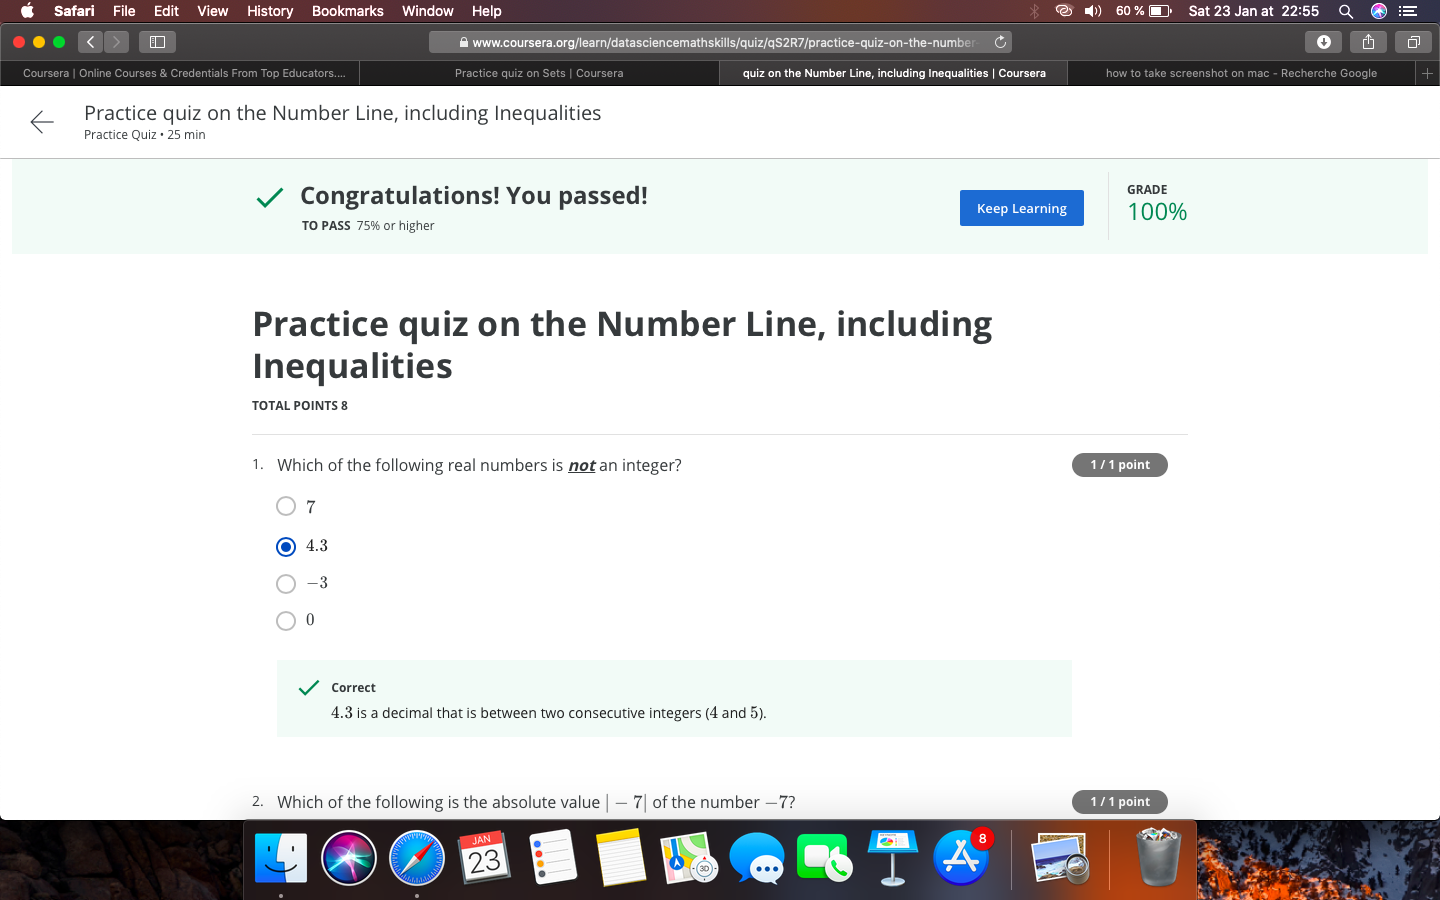 Safari File Edit View History Bookmarks Window Help 60 % Sat 23 Jan at 22:55
www.coursera.org/learn/datasciencemathskills/quiz/qS2R7/practice-quiz-on-the-number-
Coursera | Online Courses & Credentials From Top Educators.... Practice quiz on Sets | Coursera quiz on the Number Line, including Inequalities | Coursera how to take screenshot on mac - Recherche Google
Practice quiz on the Number Line, including Inequalities
Practice Quiz • 25 min
Congratulations! You passed!
TO PASS 75% or higher
Keep Learning
GRADE
100%
Practice quiz on the Number Line, including
Inequalities
TOTAL POINTS 8
1. Which of the following real numbers is not an integer? 1 / 1 point
7
4.3
−3
0
Correct
4.3 is a decimal that is between two consecutive integers (4 and 5).
2. Which of the following is the absolute value | − 7| of the number −7? 1 / 1 point
JAN
23
3D
8